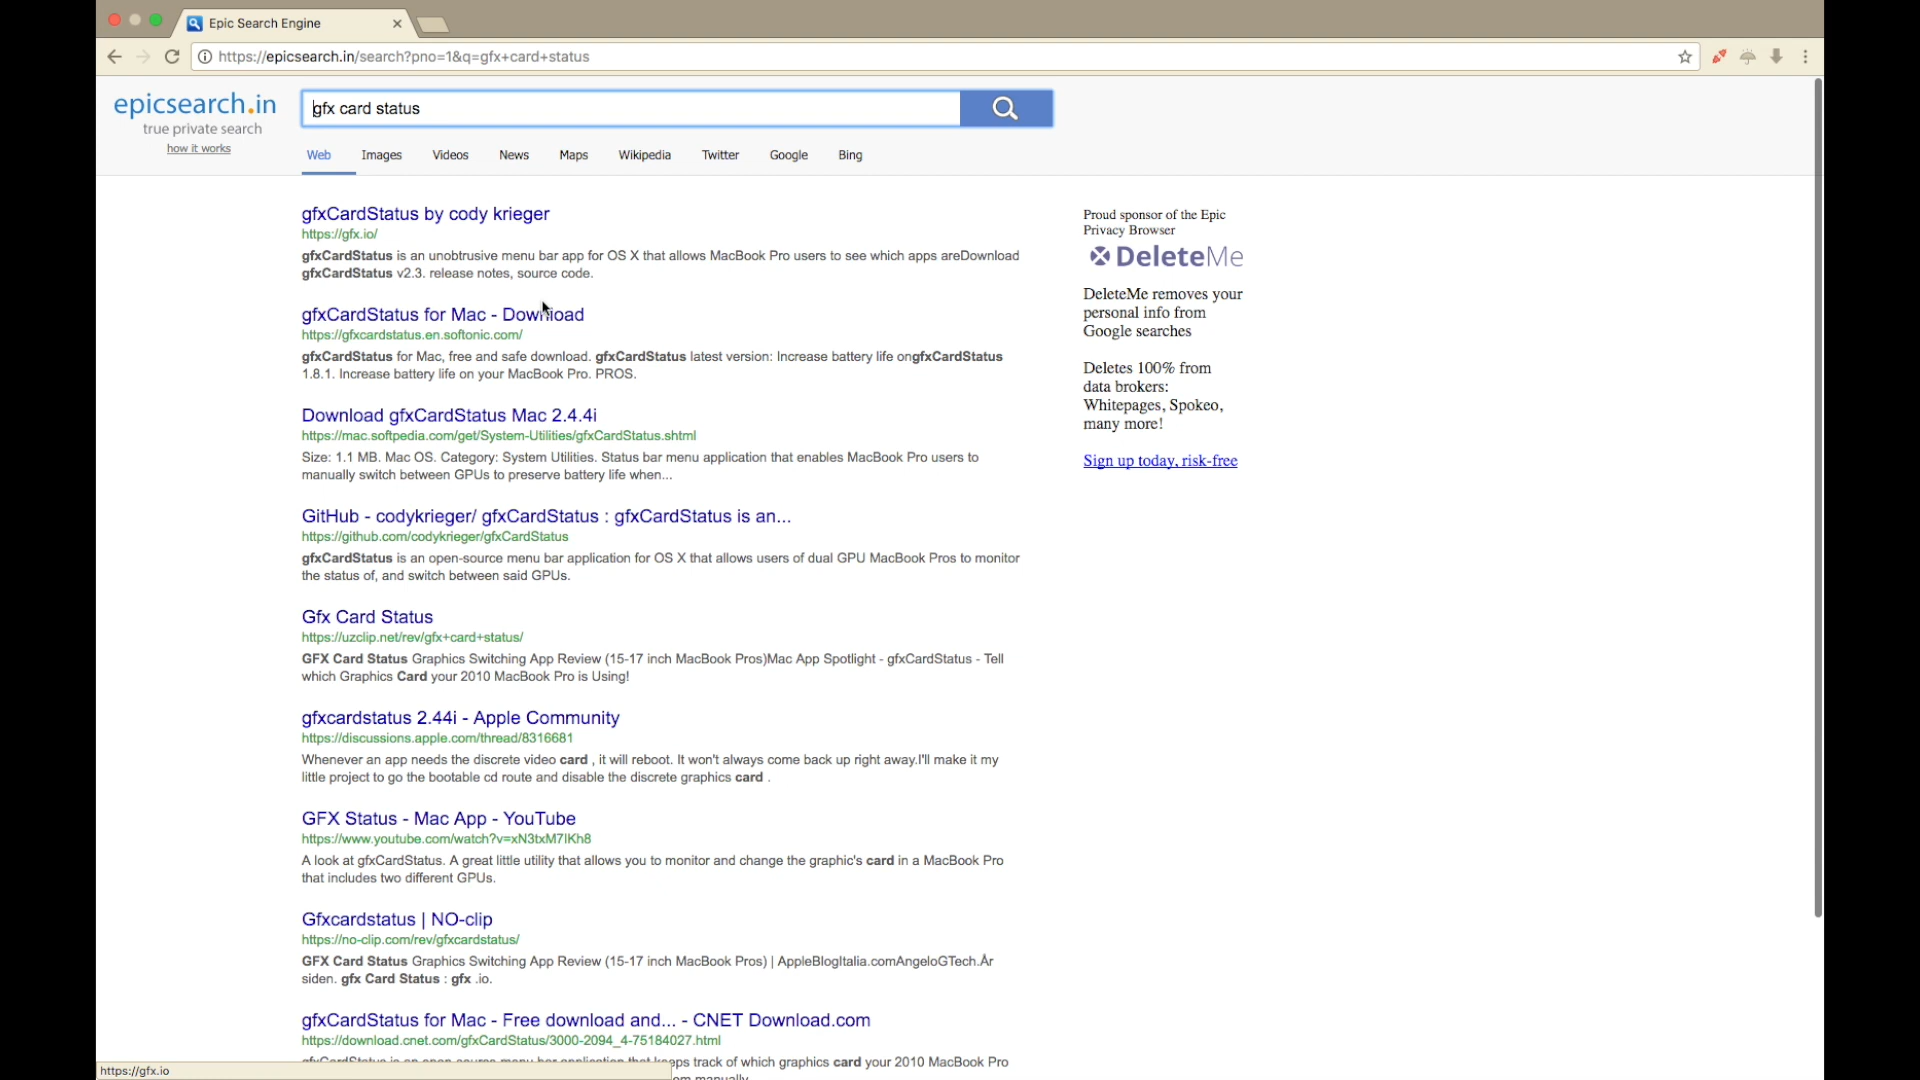 Epic Search Engine
https://epicsearch.in/search?pno=1&q=gfx+card+status
epicsearch.in
true private search
how it works
gfx card status
Web Images Videos News Maps Wikipedia Twitter Google Bing
gfxCardStatus by cody krieger
https://gfx.io/
gfxCardStatus is an unobtrusive menu bar app for OS X that allows MacBook Pro users to see which apps areDownload
gfxCardStatus v2.3. release notes, source code.
gfxCardStatus for Mac - Download
https://gfxcardstatus.en.softonic.com/
gfxCardStatus for Mac, free and safe download. gfxCardStatus latest version: Increase battery life ongfxCardStatus
1.8.1. Increase battery life on your MacBook Pro. PROS.
Download gfxCardStatus Mac 2.4.4i
https://mac.softpedia.com/get/System-Utilities/gfxCardStatus.shtml
Size: 1.1 MB. Mac OS. Category: System Utilities. Status bar menu application that enables MacBook Pro users to
manually switch between GPUs to preserve battery life when...
GitHub - codykrieger/ gfxCardStatus : gfxCardStatus is an...
https://github.com/codykrieger/gfxCardStatus
gfxCardStatus is an open-source menu bar application for OS X that allows users of dual GPU MacBook Pros to monitor
the status of, and switch between said GPUs.
Gfx Card Status
https://uzclip.net/rev/gfx+card+status/
GFX Card Status Graphics Switching App Review (15-17 inch MacBook Pros)Mac App Spotlight - gfxCardStatus - Tell
which Graphics Card your 2010 MacBook Pro is Using!
gfxcardstatus 2.44i - Apple Community
https://discussions.apple.com/thread/8316681
Whenever an app needs the discrete video card , it will reboot. It won't always come back up right away.I'll make it my
little project to go the bootable cd route and disable the discrete graphics card .
GFX Status - Mac App - YouTube
https://www.youtube.com/watch?v=xN3txM7IKh8
A look at gfxCardStatus. A great little utility that allows you to monitor and change the graphic's card in a MacBook Pro
that includes two different GPUs.
Gfxcardstatus | NO-clip
https://no-clip.com/rev/gfxcardstatus/
GFX Card Status Graphics Switching App Review (15-17 inch MacBook Pros) | AppleBlogItalia.comAngeloGTech.År
siden. gfx Card Status : gfx .io.
gfxCardStatus for Mac - Free download and... - CNET Download.com
https://download.cnet.com/gfxCardStatus/3000-2094_4-75184027.html
gfxCardStatus is an open-source menu bar application that keeps track of which graphics card your 2010 MacBook Pro
manually
https://gfx.io
Proud sponsor of the Epic
Privacy Browser
DeleteMe
DeleteMe removes your
personal info from
Google searches
Deletes 100% from
data brokers:
Whitepages, Spokeo,
many more!
Sign up today, risk-free